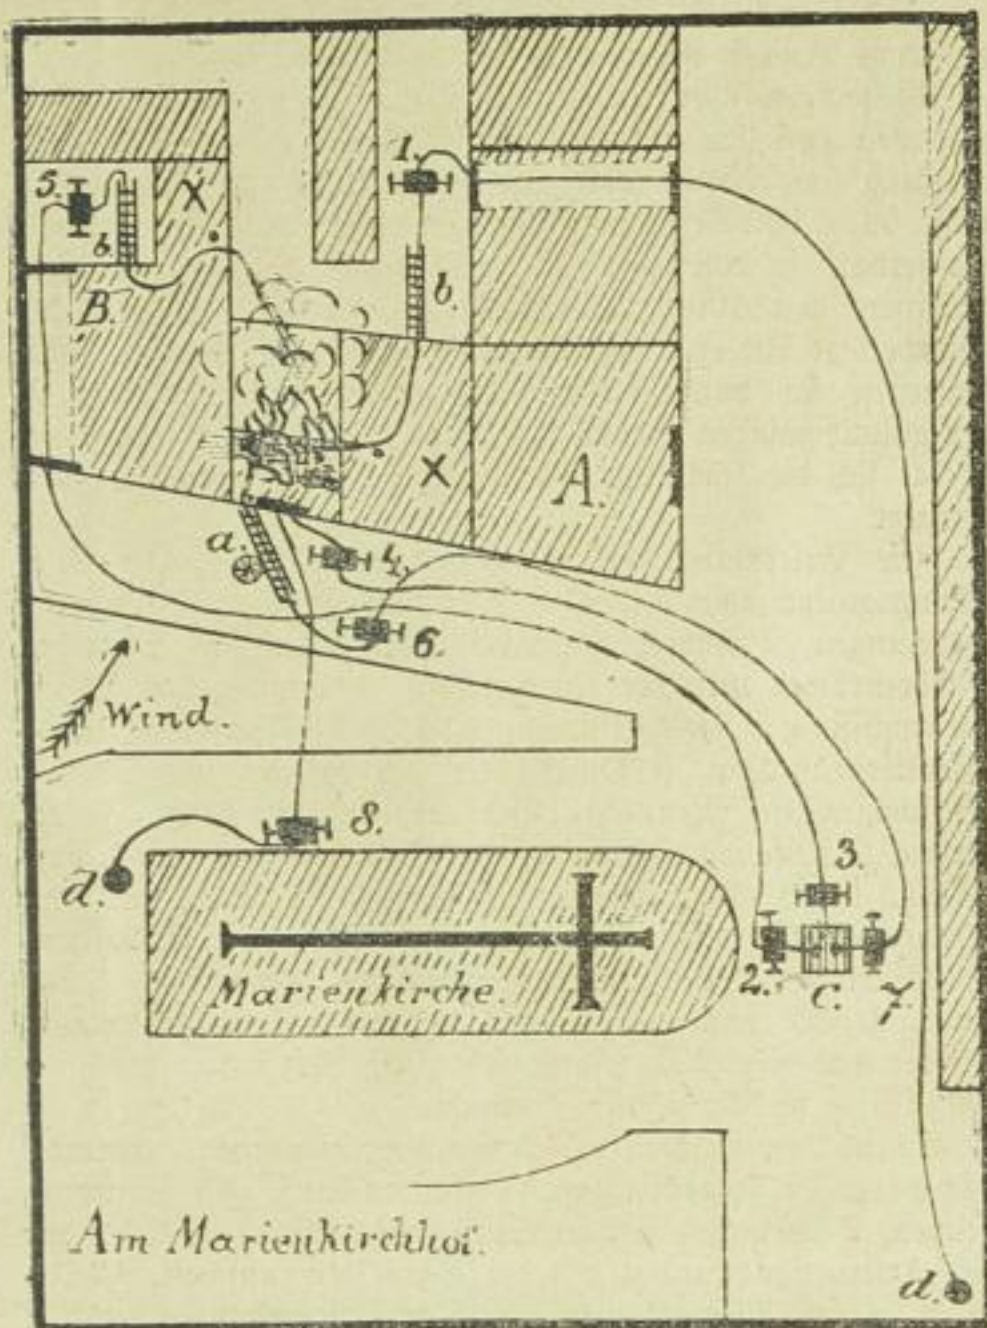 1.
5.
b.
X
b.
B.
X
A.
a.
4.
6.
Wind.
8.
d.
3.
Marienkirche.
2.
C.
7.
Am Marienkirchhof.
d.